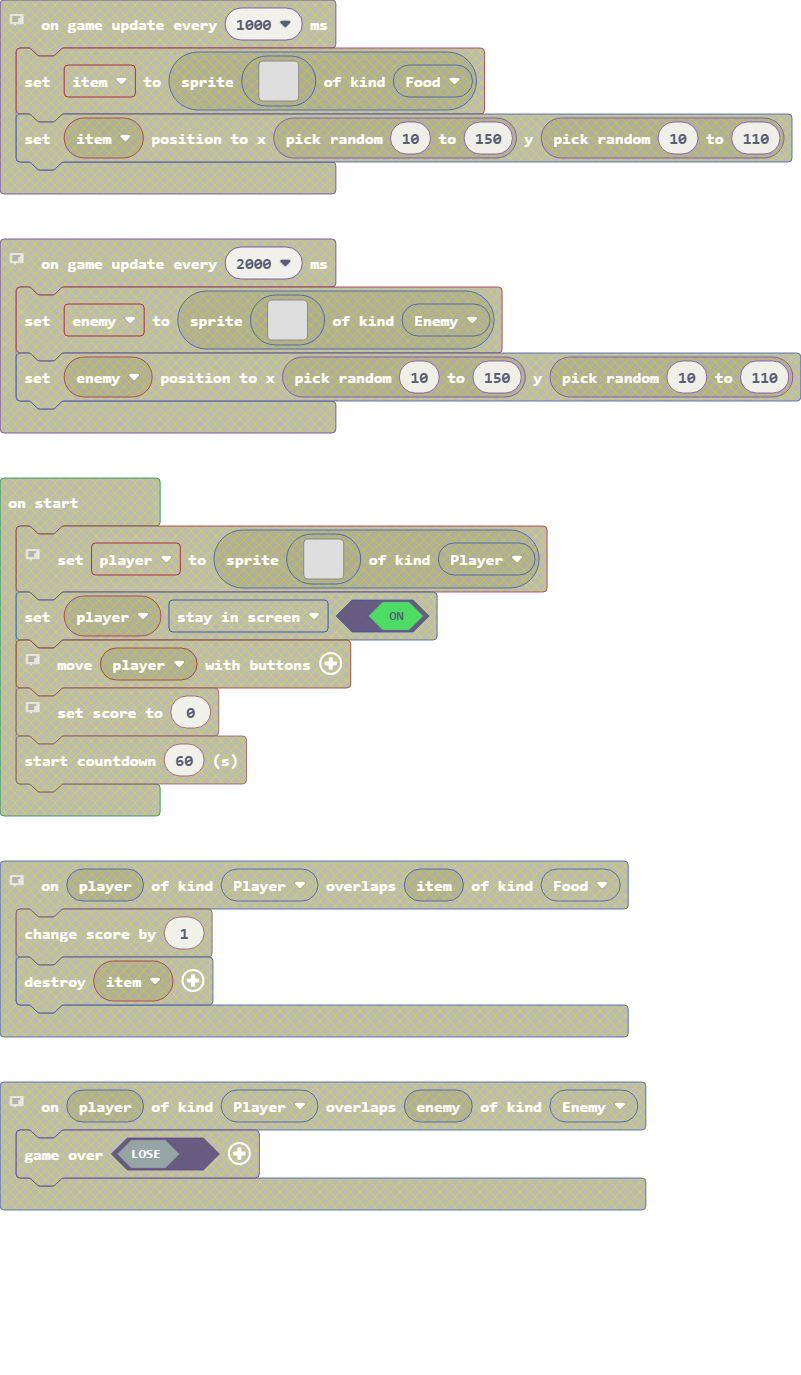 on game update every 1000 ms
set item to sprite of kind Food
set item position to x pick random 10 to 150 y pick random 10 to 110
on game update every 2000 ms
set enemy to sprite of kind Enemy
set enemy position to x pick random 10 to 150 y pick random 10 to 110
on start
set player to sprite of kind Player
set player stay in screen ON
move player with buttons
set score to 0
start countdown 60 (s)
on player of kind Player overlaps item of kind Food
change score by 1
destroy item
on player of kind Player overlaps enemy of kind Enemy
game over LOSE